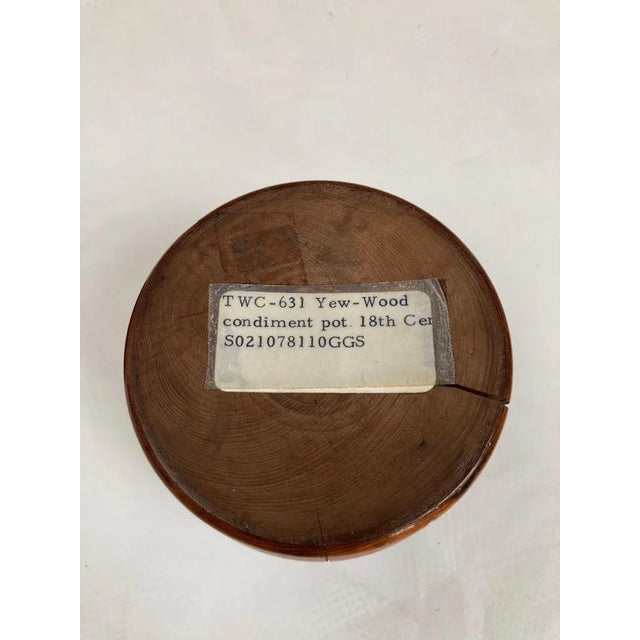 TWC-631 Yew-Wood
condiment pot. 18th Cen
S021078110GGS